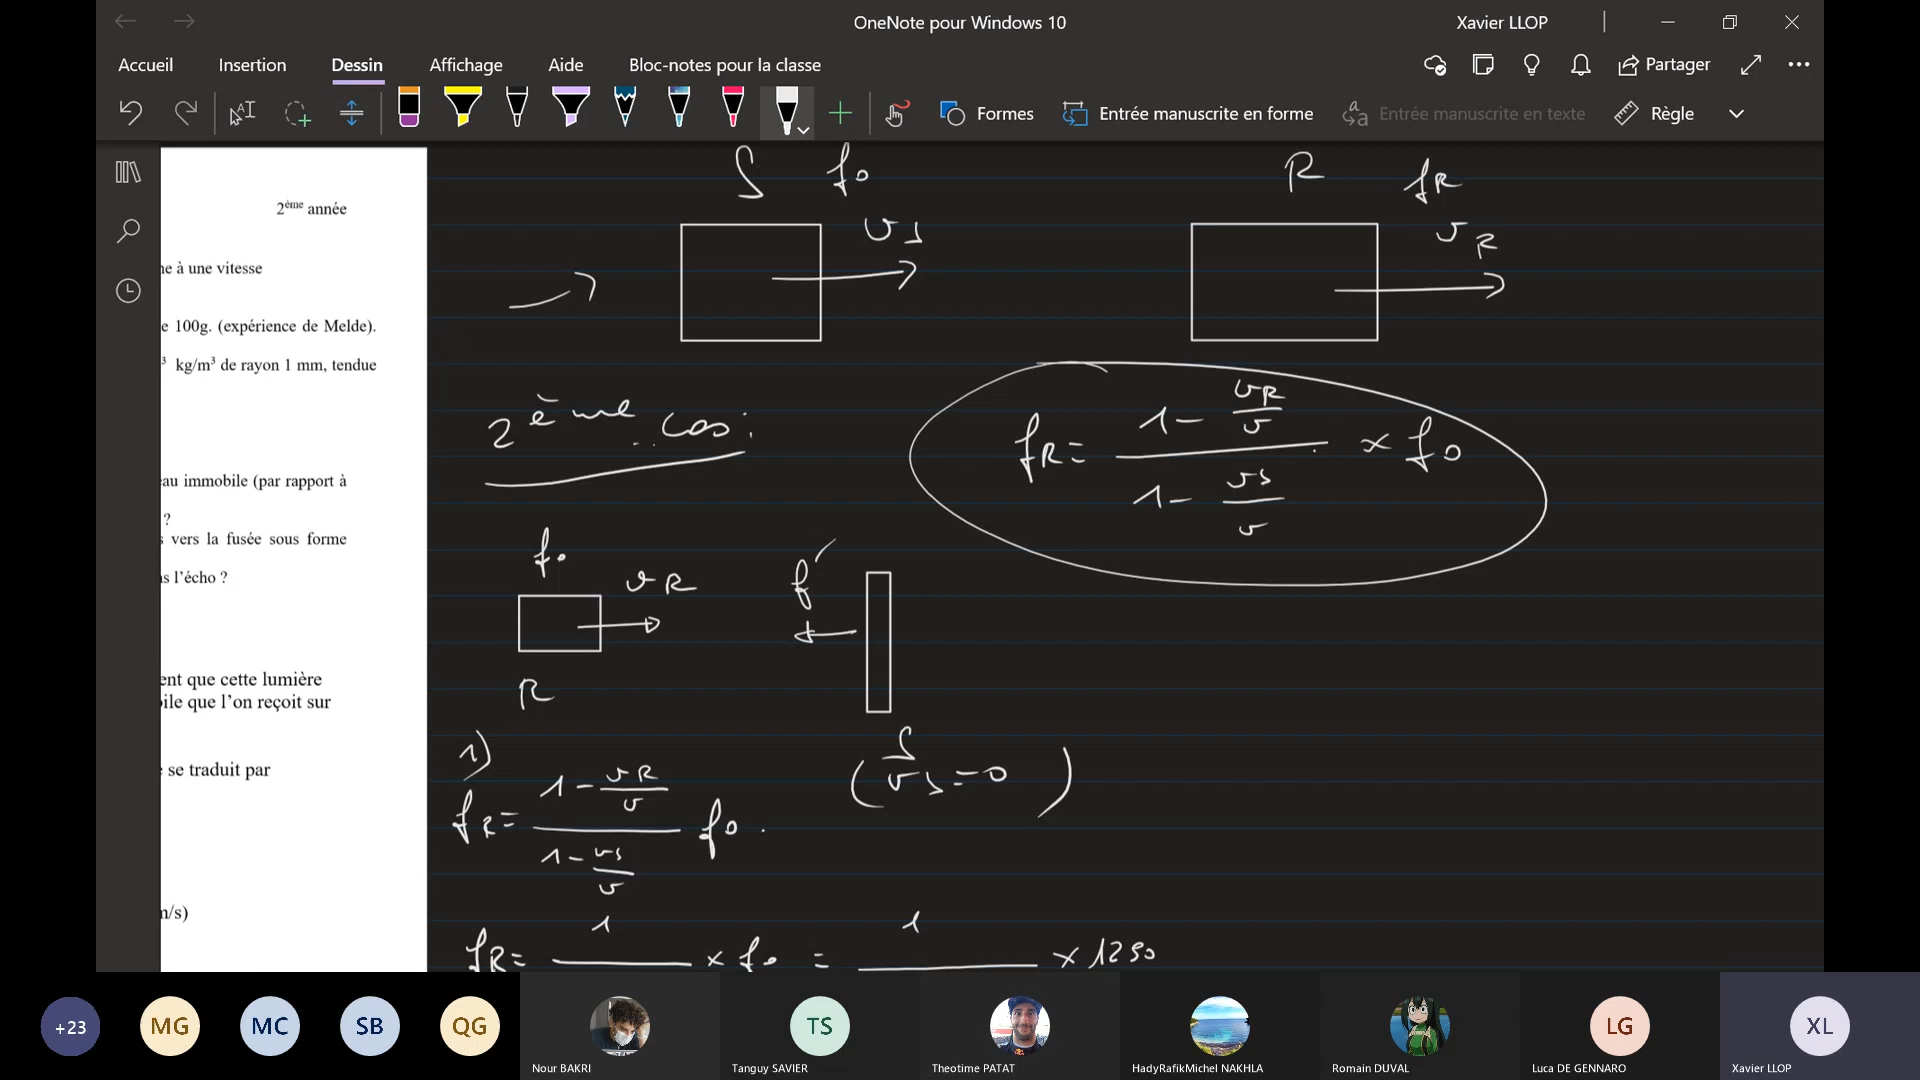 OneNote pour Windows 10
Xavier LLOP
Accueil Insertion Dessin Affichage Aide Bloc-notes pour la classe
Partager
Formes Entrée manuscrite en forme Entrée manuscrite en texte Règle
2ème année
ne à une vitesse
e 100g. (expérience de Melde).
³ kg/m³ de rayon 1 mm, tendue
au immobile (par rapport à
?
s vers la fusée sous forme
s l’écho ?
ent que cette lumière
ile que l’on reçoit sur
se traduit par
m/s)
S f0 R fR
vs vR
2ème cas :
fR = (1 - vR/v) / (1 - vs/v) × f0
f0 vR f'
R
S
(vs = 0)
1)
fR = (1 - vR/v) / (1 - vs/v) f0.
fR = 1 × f0 = 1 × 1250
+23 MG MC SB QG TS LG XL
Nour BAKRI Tanguy SAVIER Theotime PATAT HadyRafikMichel NAKHLA Romain DUVAL Luca DE GENNARO Xavier LLOP